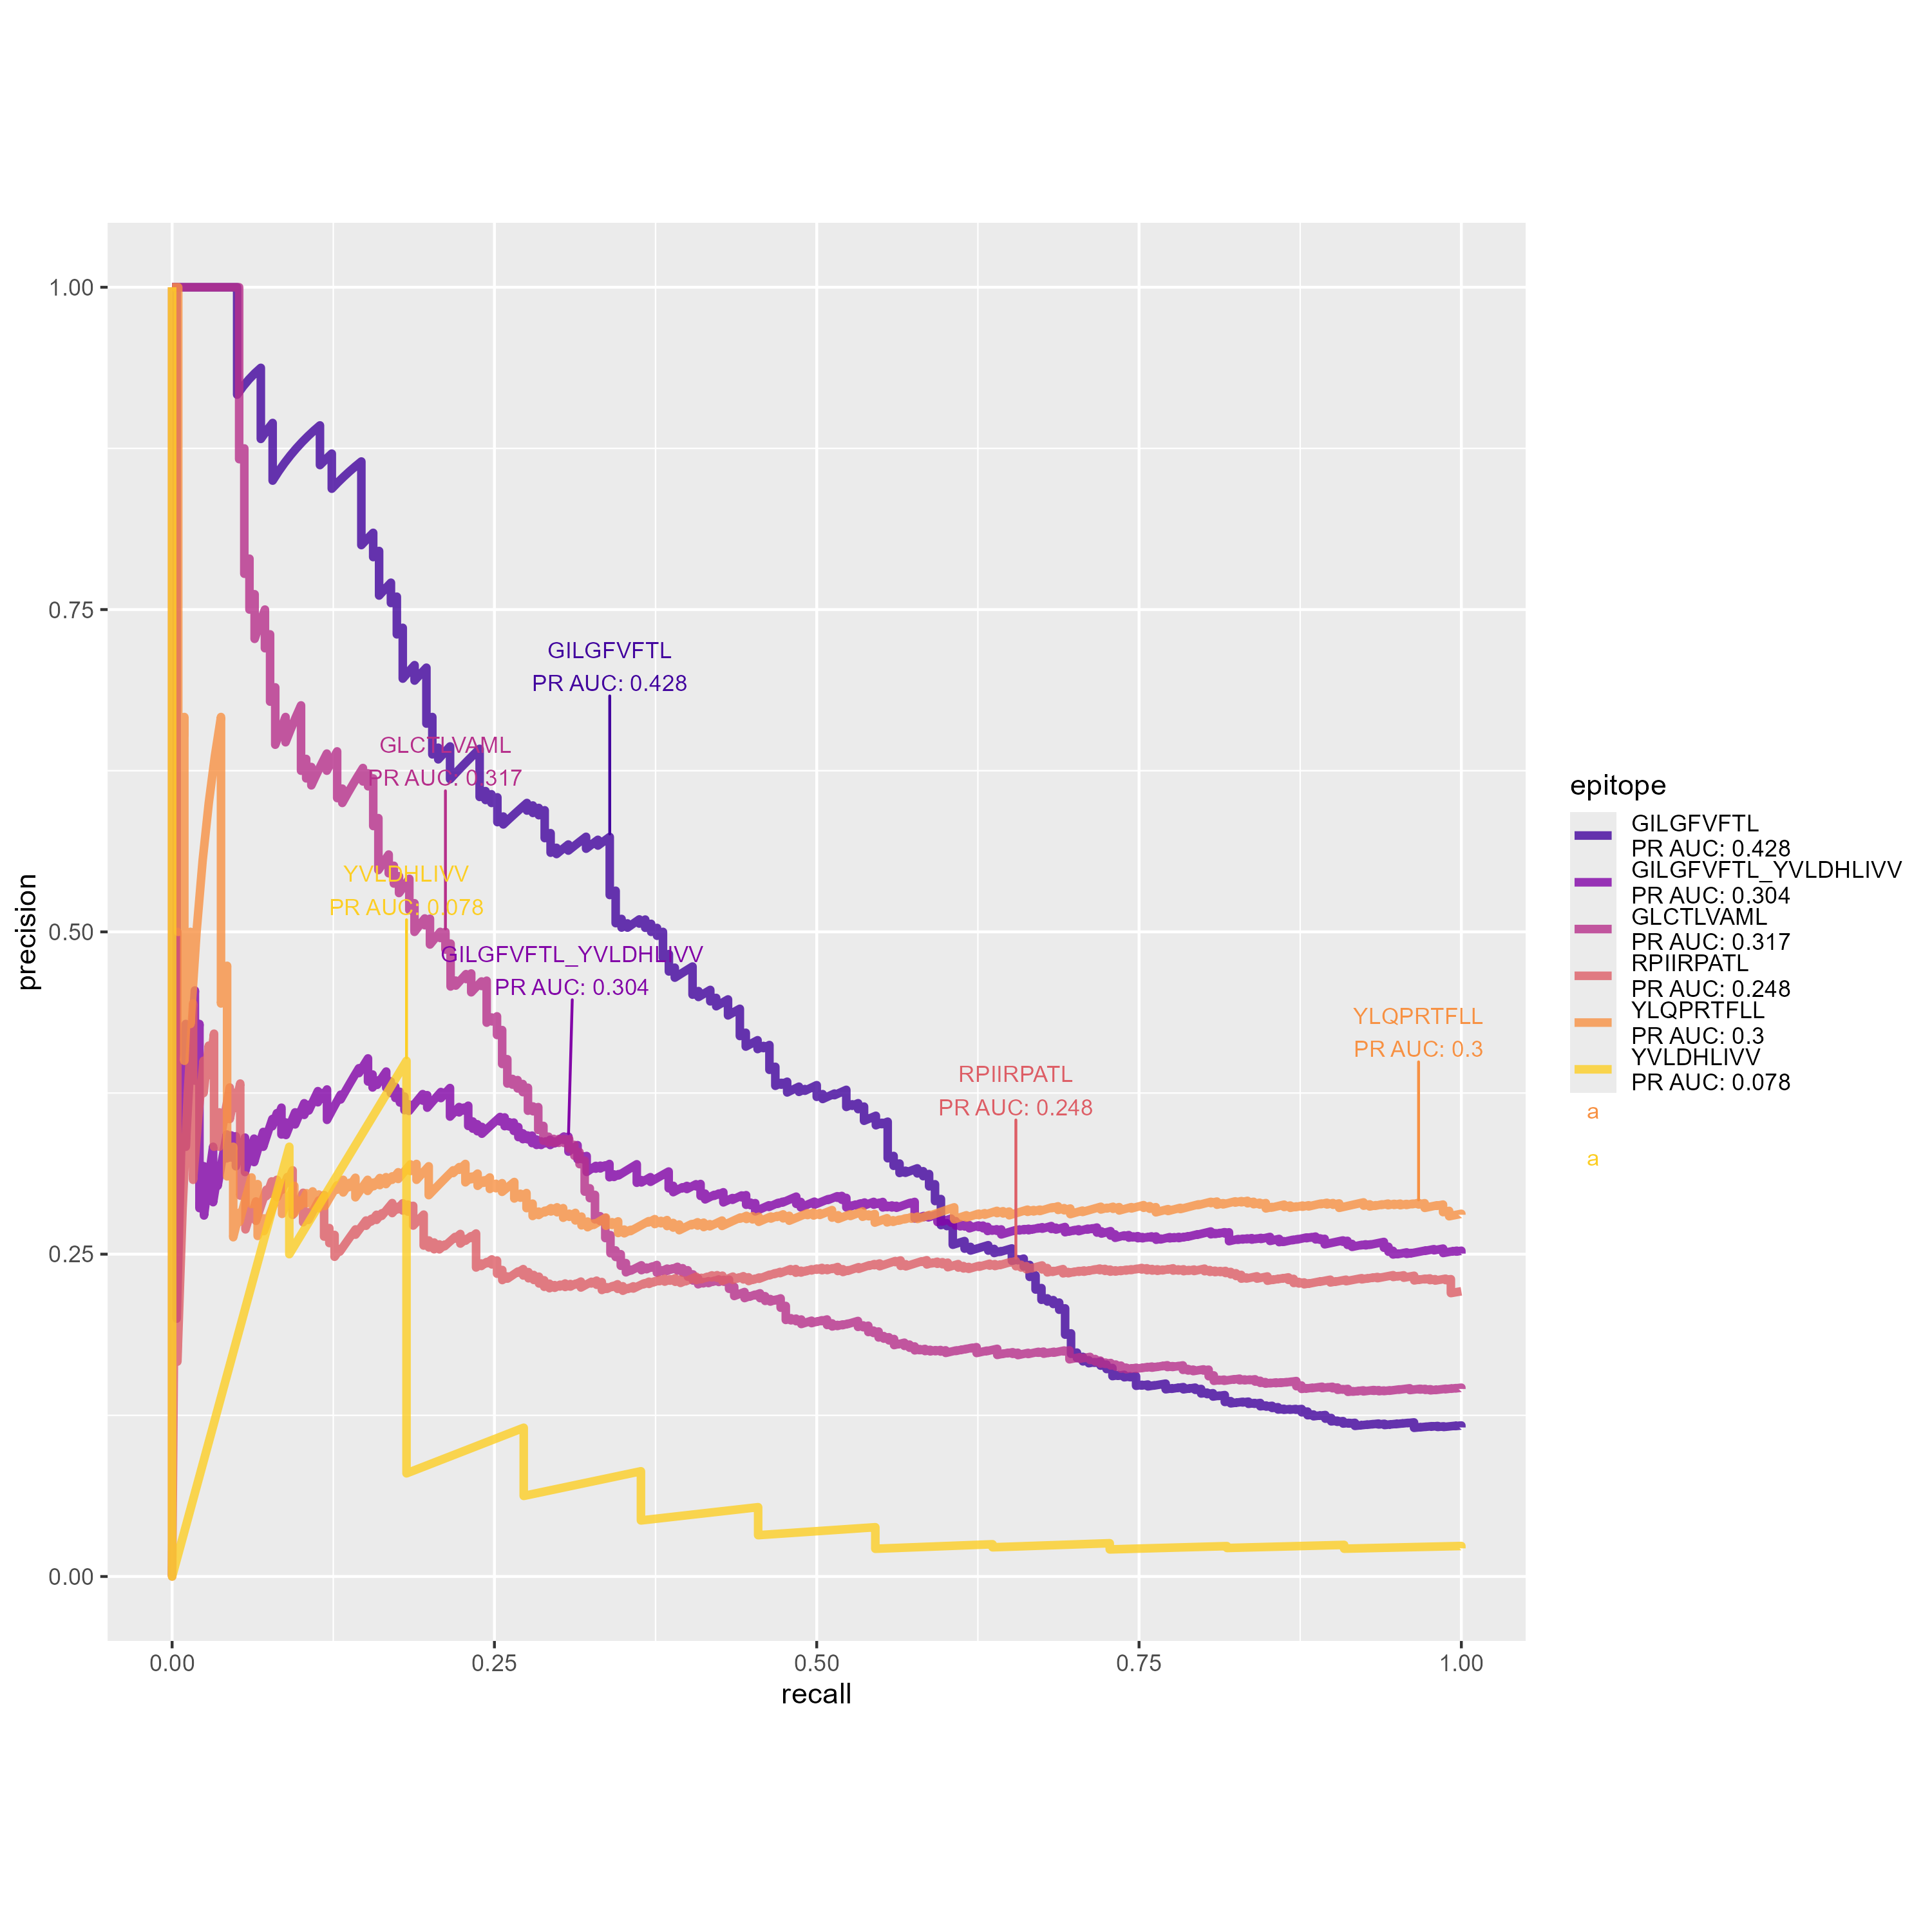 1.00
0.75
0.50
0.25
0.00
precision
GILGFVFTL
PR AUC: 0.428
GLCTLVAML
PR AUC: 0.317
YVLDHLIVV
PR AUC: 0.078
GILGFVFTL_YVLDHLIVV
PR AUC: 0.304
RPIIRPATL
PR AUC: 0.248
YLQPRTFLL
PR AUC: 0.3
0.00 0.25 0.50 0.75 1.00
recall
epitope
GILGFVFTL
PR AUC: 0.428
GILGFVFTL_YVLDHLIVV
PR AUC: 0.304
GLCTLVAML
PR AUC: 0.317
RPIIRPATL
PR AUC: 0.248
YLQPRTFLL
PR AUC: 0.3
YVLDHLIVV
PR AUC: 0.078
a
a